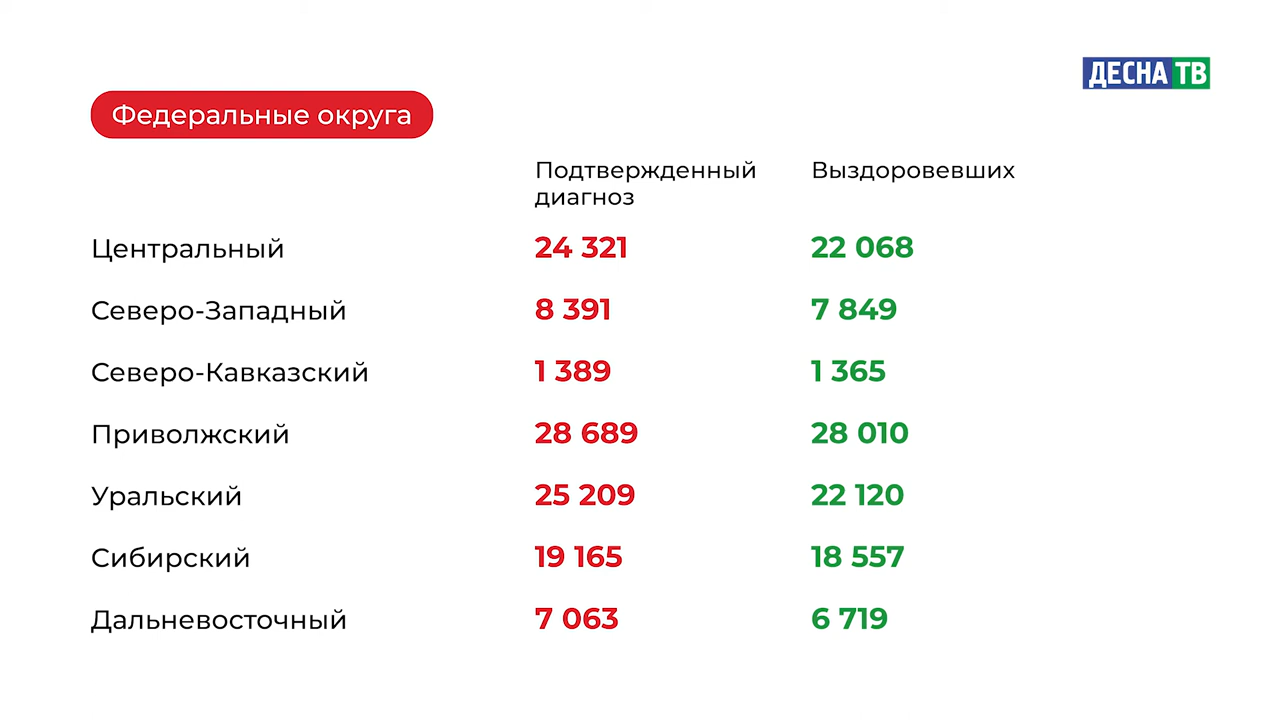 ДЕСНА ТВ
Федеральные округа
Подтвержденный Выздоровевших
диагноз
Центральный 24 321 22 068
Северо-Западный 8 391 7 849
Северо-Кавказский 1 389 1 365
Приволжский 28 689 28 010
Уральский 25 209 22 120
Сибирский 19 165 18 557
Дальневосточный 7 063 6 719